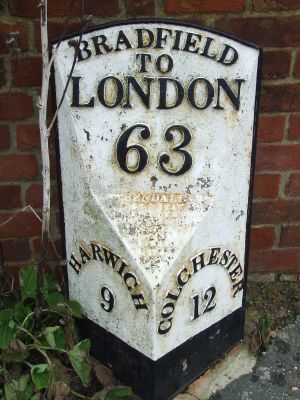 BRADFIELD
TO
LONDON
63
HARWICH
9
COLCHESTER
12